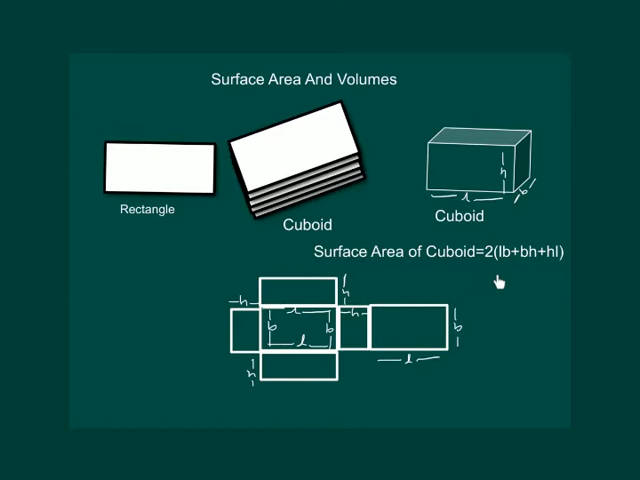 Surface Area And Volumes
h
l
b
Rectangle
Cuboid
Cuboid
Surface Area of Cuboid=2(lb+bh+hl)
h
h
l
h
b
b
b
l
l
h